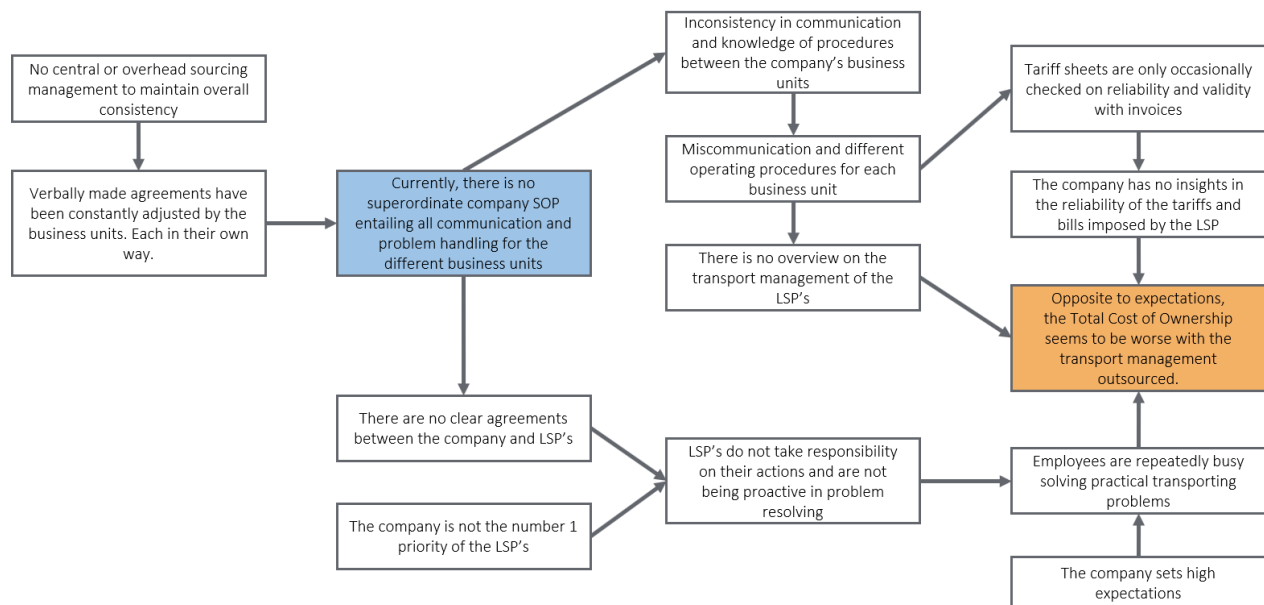 No central or overhead sourcing
management to maintain overall
consistency
Verbally made agreements have
been constantly adjusted by the
business units. Each in their own
way.
Currently, there is no
superordinate company SOP
entailing all communication and
problem handling for the
different business units
Inconsistency in communication
and knowledge of procedures
between the company's business
units
Miscommunication and different
operating procedures for each
business unit
There is no overview on the
transport management of the
LSP's
Tariff sheets are only occasionally
checked on reliability and validity
with invoices
The company has no insights in
the reliability of the tariffs and
bills imposed by the LSP
Opposite to expectations,
the Total Cost of Ownership
seems to be worse with the
transport management
outsourced.
There are no clear agreements
between the company and LSP's
The company is not the number 1
priority of the LSP's
LSP's do not take responsibility
on their actions and are not
being proactive in problem
resolving
Employees are repeatedly busy
solving practical transporting
problems
The company sets high
expectations